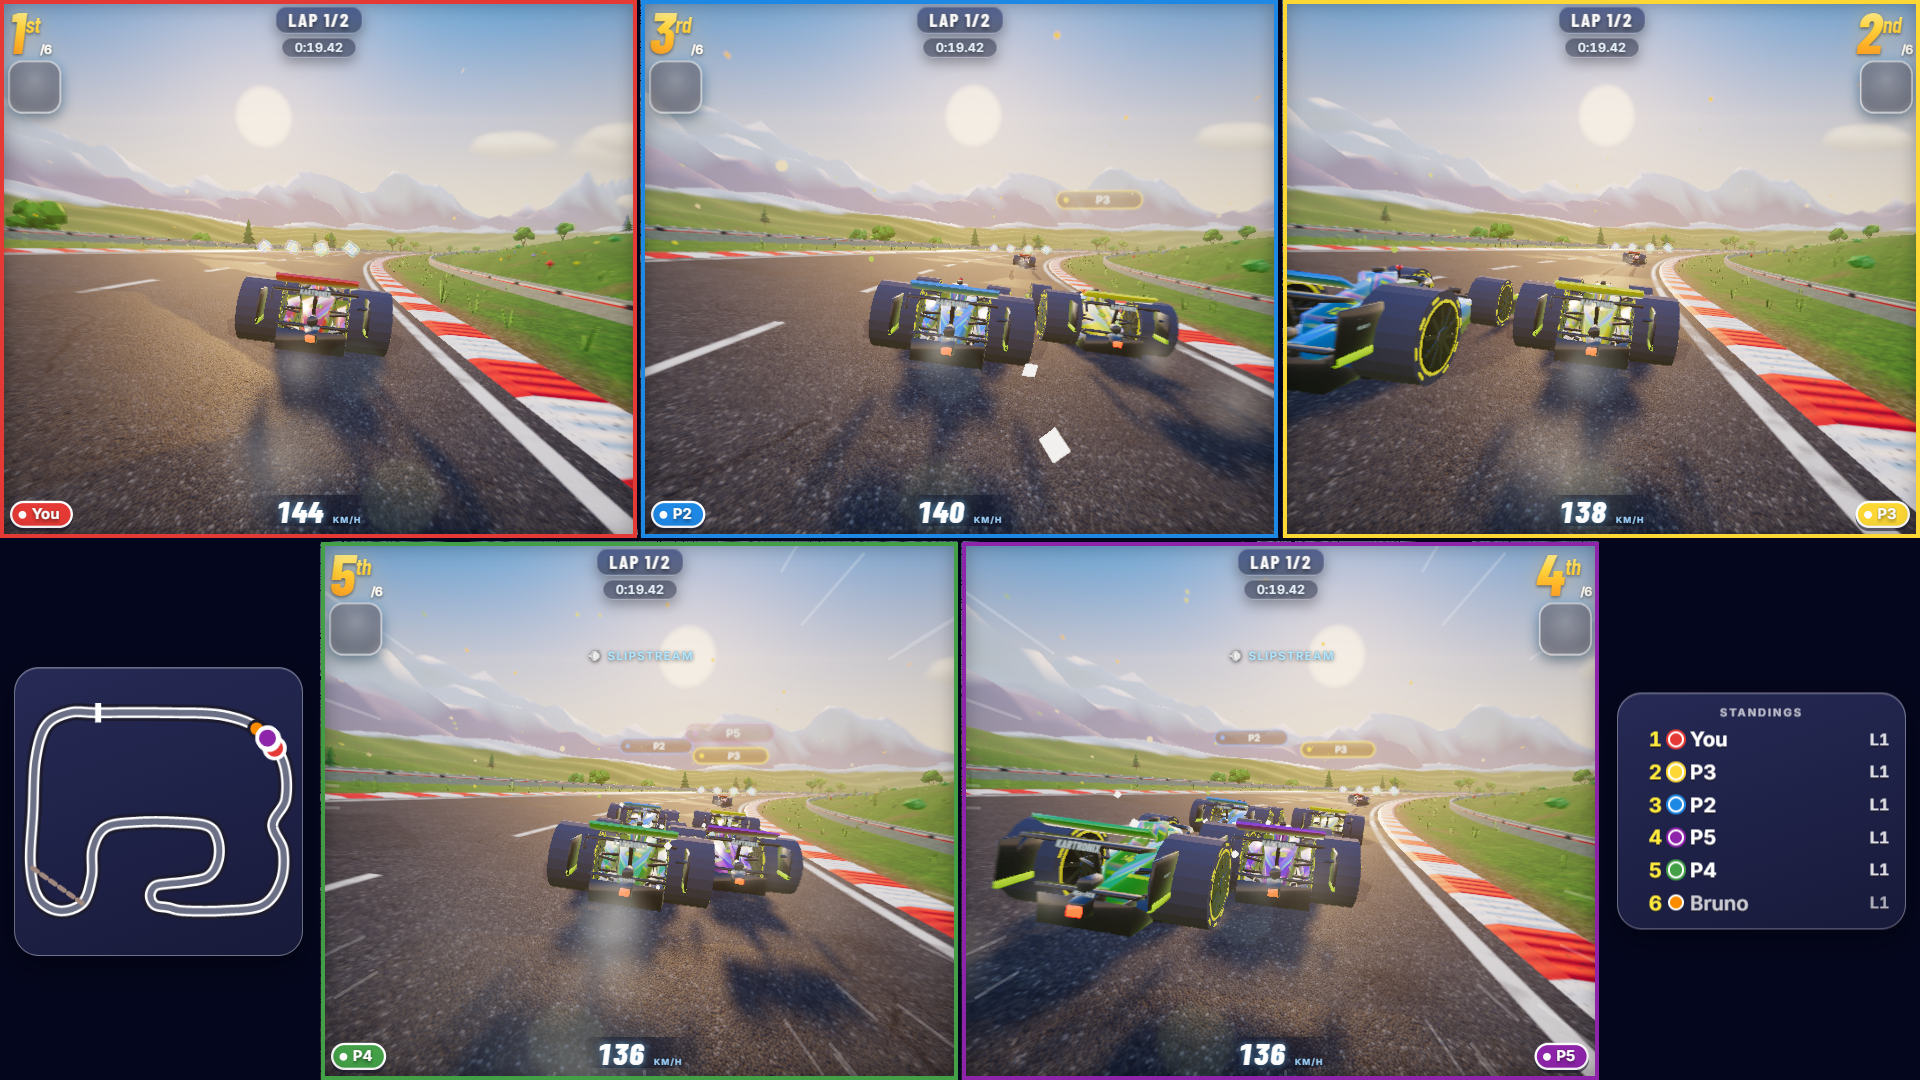 1st /6
LAP 1/2
0:19.42
You
144 KM/H
3rd /6
LAP 1/2
0:19.42
P3
P2
140 KM/H
2nd /6
LAP 1/2
0:19.42
138 KM/H
P3
5th /6
LAP 1/2
0:19.42
SLIPSTREAM
P5
P2
P3
P4
136 KM/H
4th /6
LAP 1/2
0:19.42
SLIPSTREAM
P2
P3
KARTRONIX
136 KM/H
P5
STANDINGS
1 You L1
2 P3 L1
3 P2 L1
4 P5 L1
5 P4 L1
6 Bruno L1